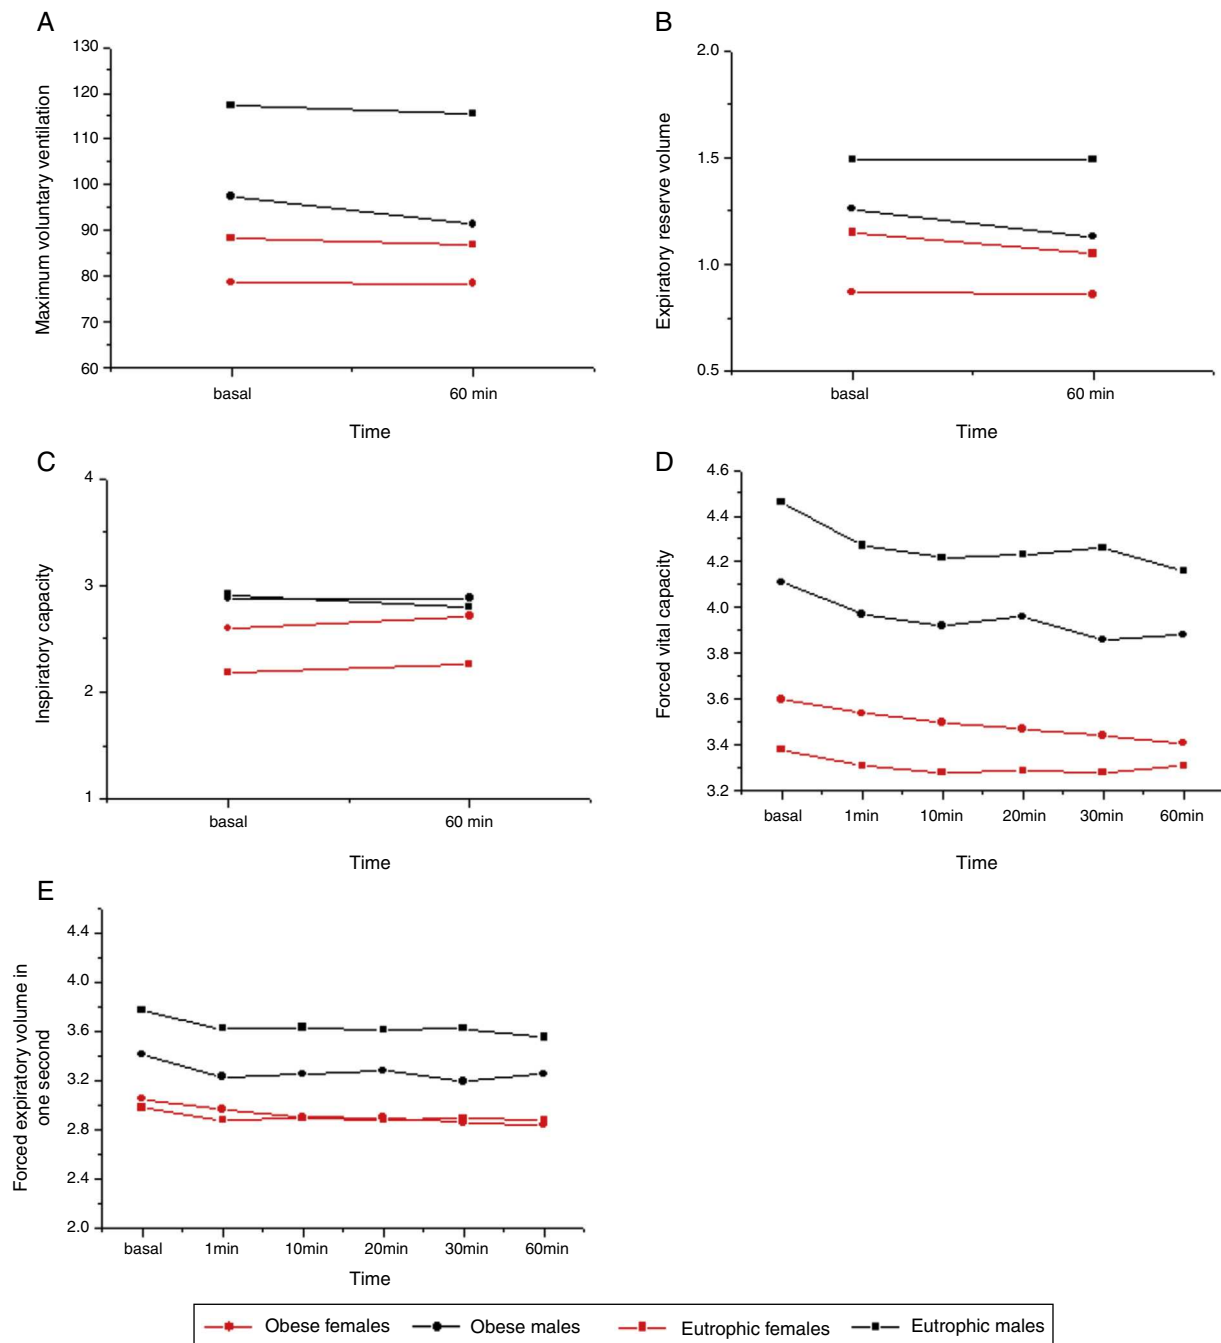 A
Maximum voluntary ventilation
130
120
110
100
90
80
70
60
basal 60 min
Time
B
Expiratory reserve volume
2.0
1.5
1.0
0.5
basal 60 min
Time
C
Inspiratory capacity
4
3
2
1
basal 60 min
Time
D
Forced vital capacity
4.6
4.4
4.2
4.0
3.8
3.6
3.4
3.2
basal 1min 10min 20min 30min 60min
Time
E
Forced expiratory volume in
one second
4.4
4.0
3.6
3.2
2.8
2.4
2.0
basal 1min 10min 20min 30min 60min
Time
Obese females Obese males Eutrophic females Eutrophic males